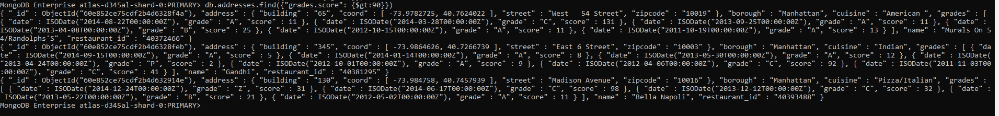 MongoDB Enterprise atlas-d345al-shard-0:PRIMARY> db.addresses.find({"grades.score": {$gt:90}})
{ "_id" : ObjectId("60e852ce75cdf2b4d6328f4a"), "address" : { "building" : "65", "coord" : [ -73.9782725, 40.7624022 ], "street" : "West   54 Street", "zipcode" : "10019" }, "borough" : "Manhattan", "cuisine" : "American ", "grades" : [
{ "date" : ISODate("2014-08-22T00:00:00Z"), "grade" : "A", "score" : 11 }, { "date" : ISODate("2014-03-28T00:00:00Z"), "grade" : "C", "score" : 131 }, { "date" : ISODate("2013-09-25T00:00:00Z"), "grade" : "A", "score" : 11 }, { "date" :
ISODate("2013-04-08T00:00:00Z"), "grade" : "B", "score" : 25 }, { "date" : ISODate("2012-10-15T00:00:00Z"), "grade" : "A", "score" : 11 }, { "date" : ISODate("2011-10-19T00:00:00Z"), "grade" : "A", "score" : 13 } ], "name" : "Murals On 5
4/Randolphs'S", "restaurant_id" : "40372466" }
{ "_id" : ObjectId("60e852ce75cdf2b4d6328feb"), "address" : { "building" : "345", "coord" : [ -73.9864626, 40.7266739 ], "street" : "East 6 Street", "zipcode" : "10003" }, "borough" : "Manhattan", "cuisine" : "Indian", "grades" : [ { "da
te" : ISODate("2014-09-15T00:00:00Z"), "grade" : "A", "score" : 5 }, { "date" : ISODate("2014-01-14T00:00:00Z"), "grade" : "A", "score" : 8 }, { "date" : ISODate("2013-05-30T00:00:00Z"), "grade" : "A", "score" : 12 }, { "date" : ISODate(
"2013-04-24T00:00:00Z"), "grade" : "P", "score" : 2 }, { "date" : ISODate("2012-10-01T00:00:00Z"), "grade" : "A", "score" : 9 }, { "date" : ISODate("2012-04-06T00:00:00Z"), "grade" : "C", "score" : 92 }, { "date" : ISODate("2011-11-03T00
:00:00Z"), "grade" : "C", "score" : 41 } ], "name" : "Gandhi", "restaurant_id" : "40381295" }
{ "_id" : ObjectId("60e852ce75cdf2b4d632914e"), "address" : { "building" : "130", "coord" : [ -73.984758, 40.7457939 ], "street" : "Madison Avenue", "zipcode" : "10016" }, "borough" : "Manhattan", "cuisine" : "Pizza/Italian", "grades" :
[ { "date" : ISODate("2014-12-24T00:00:00Z"), "grade" : "Z", "score" : 31 }, { "date" : ISODate("2014-06-17T00:00:00Z"), "grade" : "C", "score" : 98 }, { "date" : ISODate("2013-12-12T00:00:00Z"), "grade" : "C", "score" : 32 }, { "date" :
 ISODate("2013-05-22T00:00:00Z"), "grade" : "B", "score" : 21 }, { "date" : ISODate("2012-05-02T00:00:00Z"), "grade" : "A", "score" : 11 } ], "name" : "Bella Napoli", "restaurant_id" : "40393488" }
MongoDB Enterprise atlas-d345al-shard-0:PRIMARY>